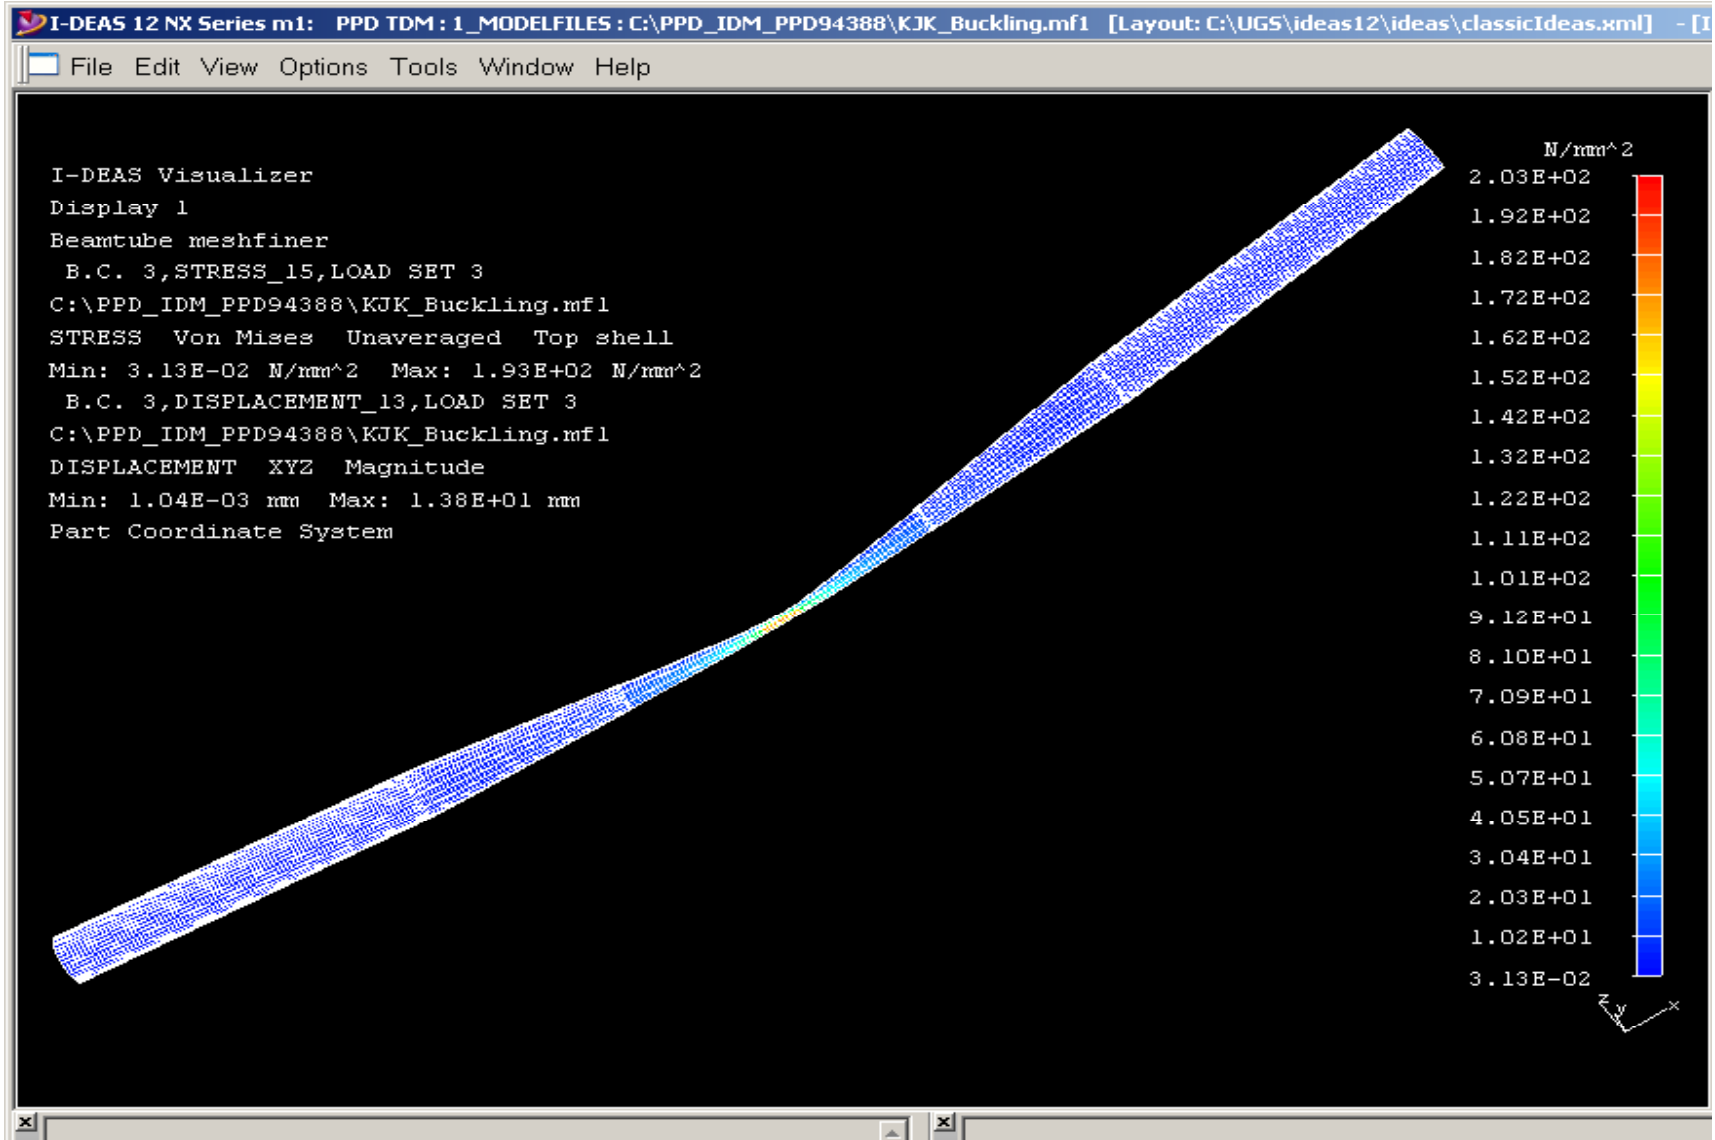 I-DEAS 12 NX Series m1: PPD TDM : 1_MODELFILES : C:\PPD_IDM_PPD94388\KJK_Buckling.mf1 [Layout: C:\UGS\ideas12\ideas\classicIdeas.xml] - [I
File Edit View Options Tools Window Help
I-DEAS Visualizer
Display 1
Beamtube meshfiner
B.C. 3,STRESS_15,LOAD SET 3
C:\PPD_IDM_PPD94388\KJK_Buckling.mf1
STRESS Von Mises Unaveraged Top shell
Min: 3.13E-02 N/mm^2 Max: 1.93E+02 N/mm^2
B.C. 3,DISPLACEMENT_13,LOAD SET 3
C:\PPD_IDM_PPD94388\KJK_Buckling.mf1
DISPLACEMENT XYZ Magnitude
Min: 1.04E-03 mm Max: 1.38E+01 mm
Part Coordinate System
N/mm^2
2.03E+02
1.92E+02
1.82E+02
1.72E+02
1.62E+02
1.52E+02
1.42E+02
1.32E+02
1.22E+02
1.11E+02
1.01E+02
9.12E+01
8.10E+01
7.09E+01
6.08E+01
5.07E+01
4.05E+01
3.04E+01
2.03E+01
1.02E+01
3.13E-02
Z Y X